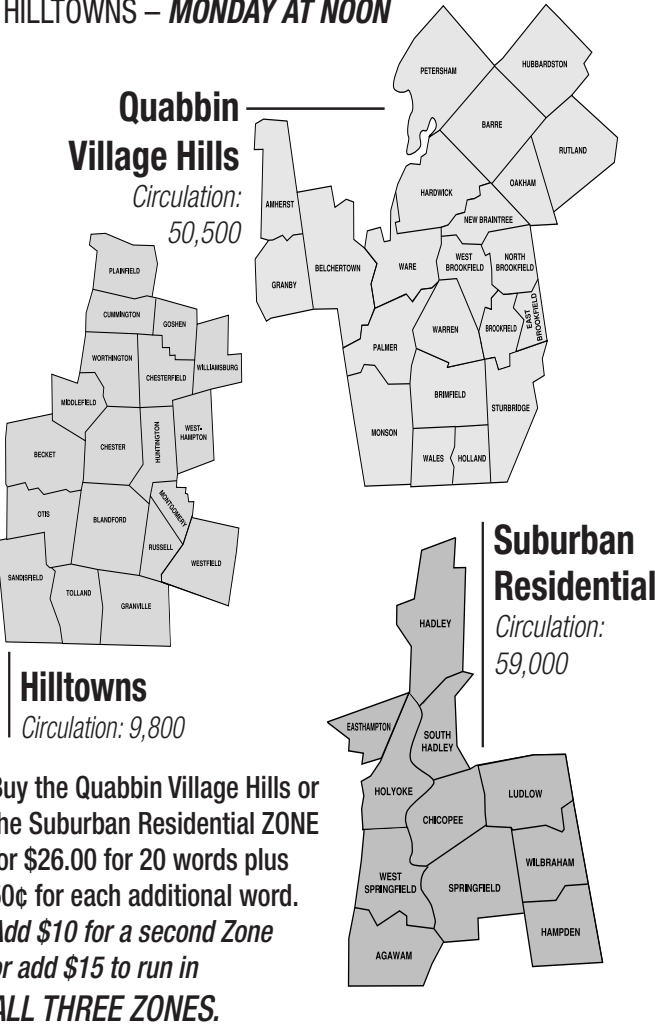 HILLTOWNS – MONDAY AT NOON
Quabbin
Village Hills
Circulation:
50,500
PETERSHAM
HUBBARDSTON
BARRE
RUTLAND
HARDWICK
OAKHAM
NEW BRAINTREE
AMHERST
BELCHERTOWN
GRANBY
WARE
WEST
BROOKFIELD
NORTH
BROOKFIELD
WARREN
BROOKFIELD
EAST
BROOKFIELD
PALMER
BRIMFIELD
STURBRIDGE
MONSON
WALES
HOLLAND
PLAINFIELD
CUMMINGTON
GOSHEN
WORTHINGTON
CHESTERFIELD
WILLIAMSBURG
MIDDLEFIELD
BECKET
CHESTER
HUNTINGTON
WEST-
HAMPTON
OTIS
BLANDFORD
MONTGOMERY
RUSSELL
WESTFIELD
SANDISFIELD
TOLLAND
GRANVILLE
Hilltowns
Circulation: 9,800
Suburban
Residential
Circulation:
59,000
HADLEY
EASTHAMPTON
SOUTH
HADLEY
HOLYOKE
CHICOPEE
LUDLOW
WEST
SPRINGFIELD
SPRINGFIELD
WILBRAHAM
AGAWAM
HAMPDEN
Buy the Quabbin Village Hills or
the Suburban Residential ZONE
for $26.00 for 20 words plus
0¢ for each additional word.
Add $10 for a second Zone
or add $15 to run in
ALL THREE ZONES.